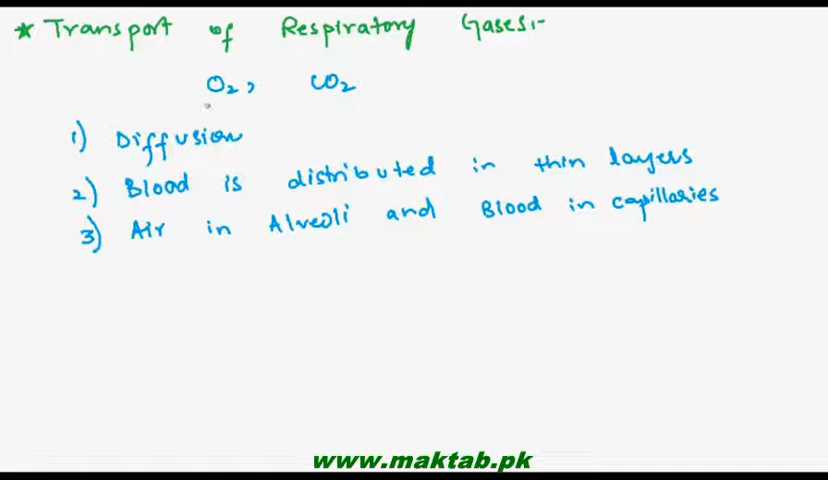 * Transport of Respiratory Gases:-
O₂, CO₂
1) Diffusion
2) Blood is distributed in thin layers
3) Air in Alveoli and Blood in capillaries
www.maktab.pk